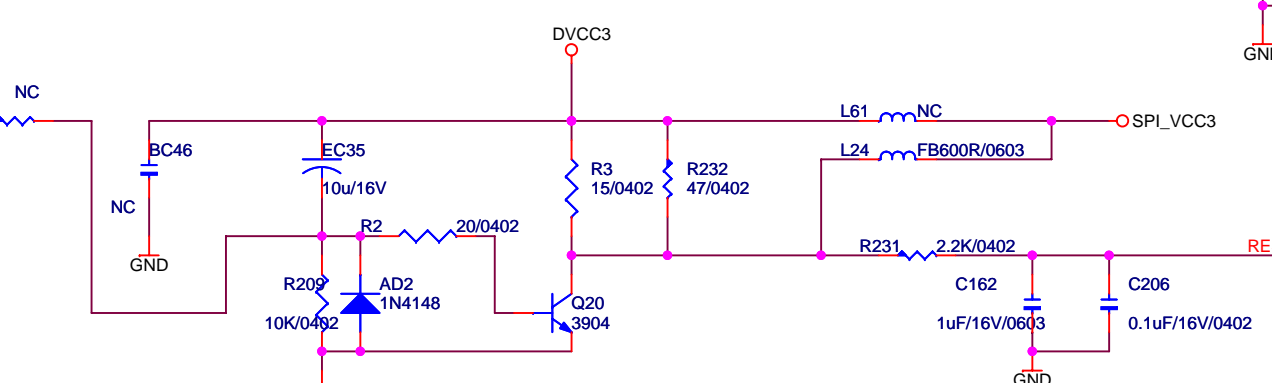 DVCC3
GND
NC
L61
NC
SPI_VCC3
BC46
EC35
L24
FB600R/0603
R3
15/0402
R232
47/0402
10u/16V
NC
R2
20/0402
R231
2.2K/0402
RE
GND
R209
AD2
1N4148
C162
C206
Q20
3904
10K/0402
1uF/16V/0603
0.1uF/16V/0402
GND